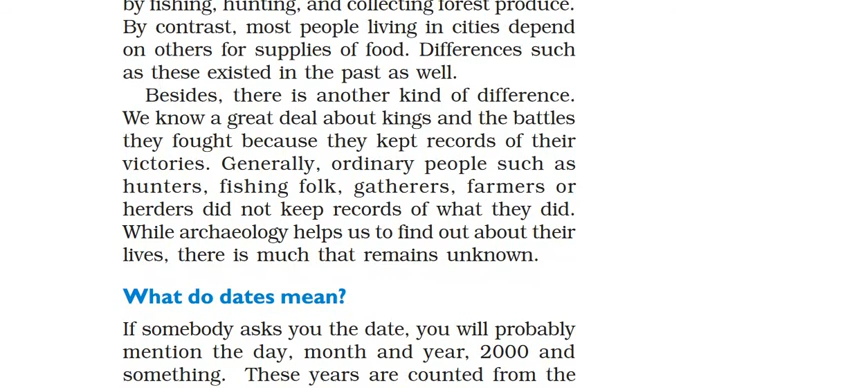 by fishing, hunting, and collecting forest produce.
By contrast, most people living in cities depend
on others for supplies of food. Differences such
as these existed in the past as well.
Besides, there is another kind of difference.
We know a great deal about kings and the battles
they fought because they kept records of their
victories. Generally, ordinary people such as
hunters, fishing folk, gatherers, farmers or
herders did not keep records of what they did.
While archaeology helps us to find out about their
lives, there is much that remains unknown.
What do dates mean?
If somebody asks you the date, you will probably
mention the day, month and year, 2000 and
something. These years are counted from the